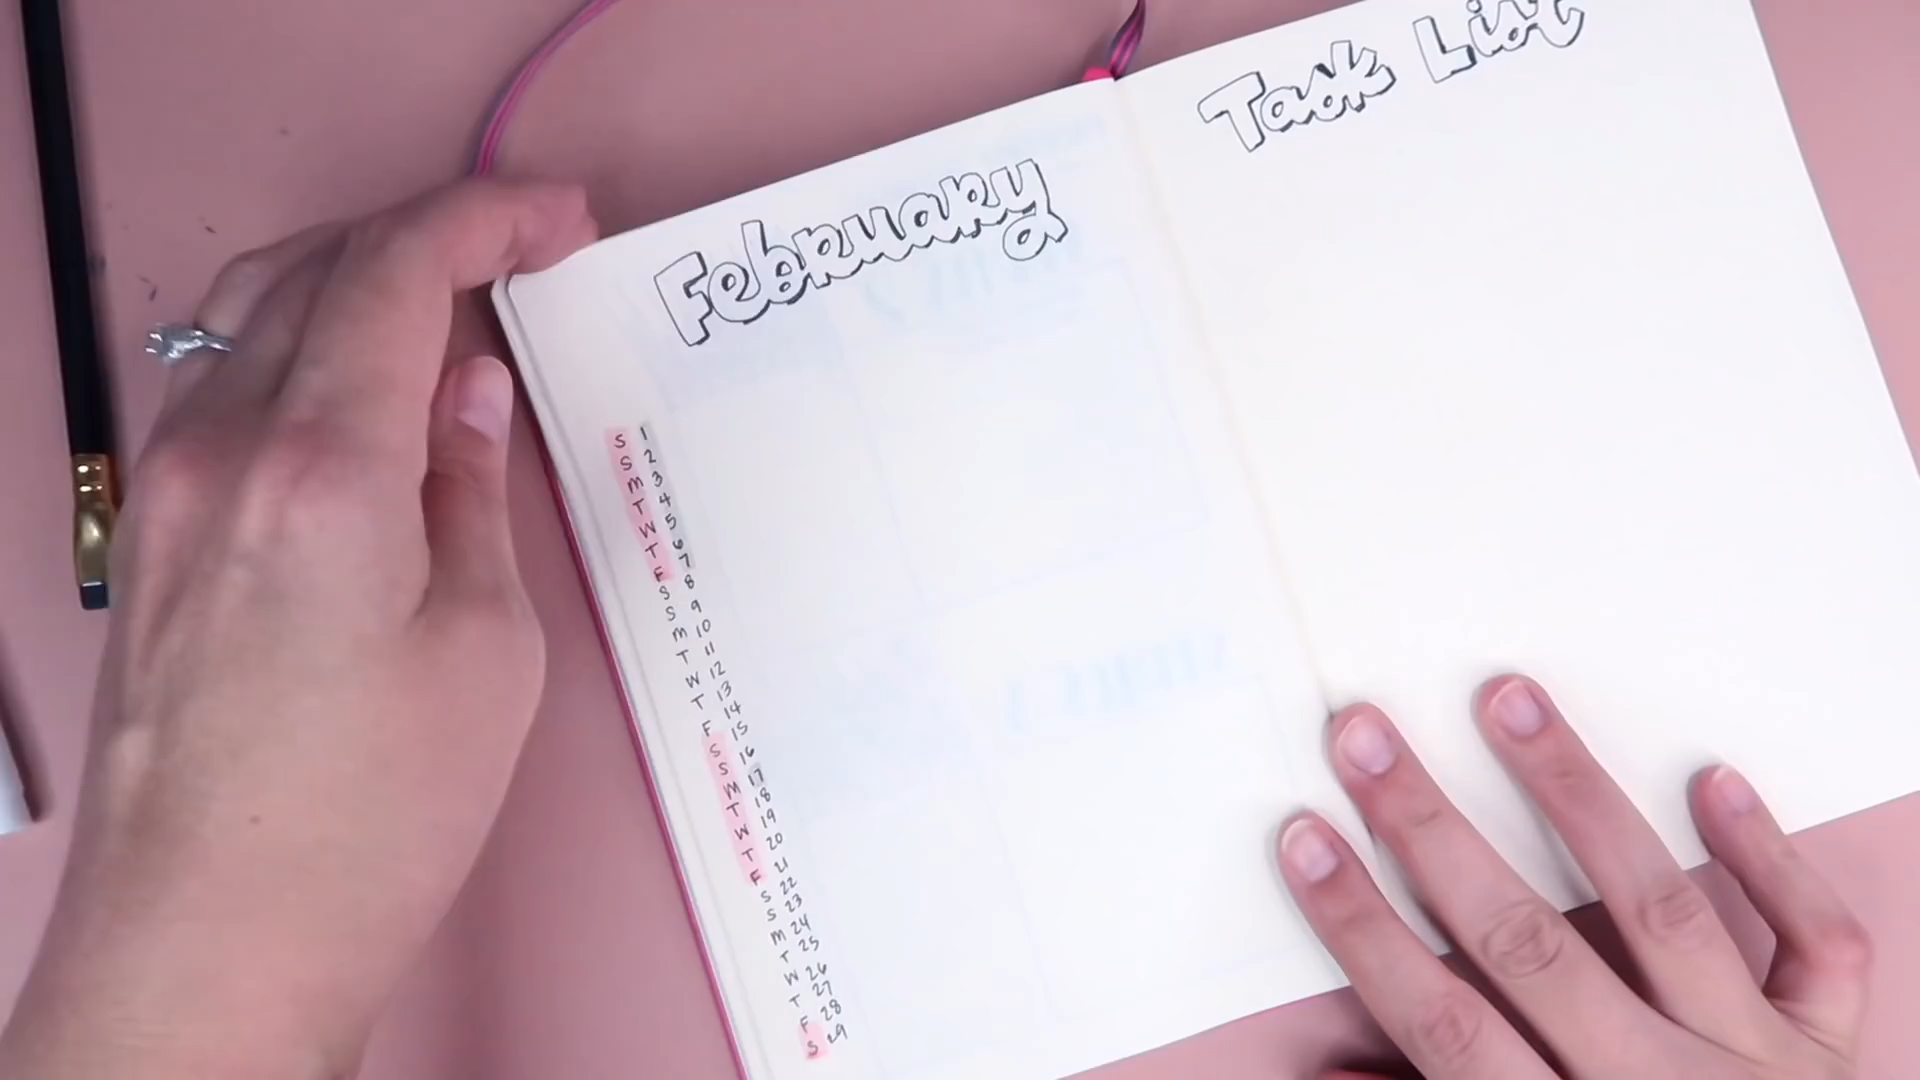 February
S 1
S 2
M 3
T 4
W 5
T 6
F 7
S 8
S 9
M 10
T 11
W 12
T 13
F 14
S 15
S 16
M 17
T 18
W 19
T 20
F 21
S 22
S 23
M 24
T 25
W 26
T 27
F 28
S 29
Task List